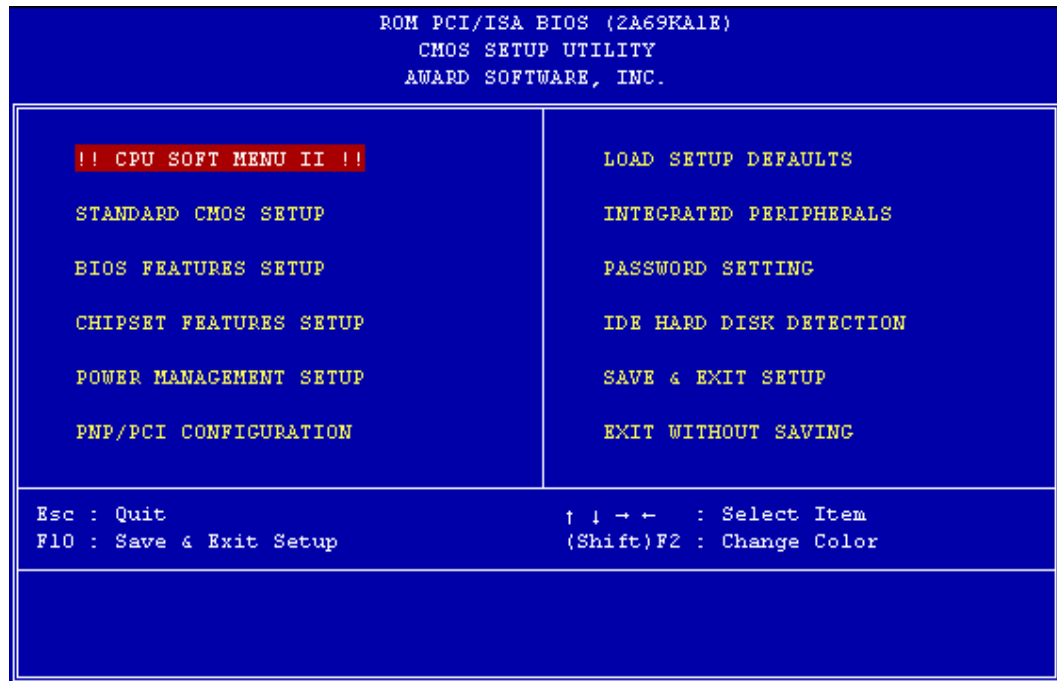 ROM PCI/ISA BIOS (2A69KA1E)
CMOS SETUP UTILITY
AWARD SOFTWARE, INC.
!! CPU SOFT MENU II !!
STANDARD CMOS SETUP
BIOS FEATURES SETUP
CHIPSET FEATURES SETUP
POWER MANAGEMENT SETUP
PNP/PCI CONFIGURATION
LOAD SETUP DEFAULTS
INTEGRATED PERIPHERALS
PASSWORD SETTING
IDE HARD DISK DETECTION
SAVE & EXIT SETUP
EXIT WITHOUT SAVING
Esc : Quit
F10 : Save & Exit Setup
↑ ↓ → ← : Select Item
(Shift)F2 : Change Color